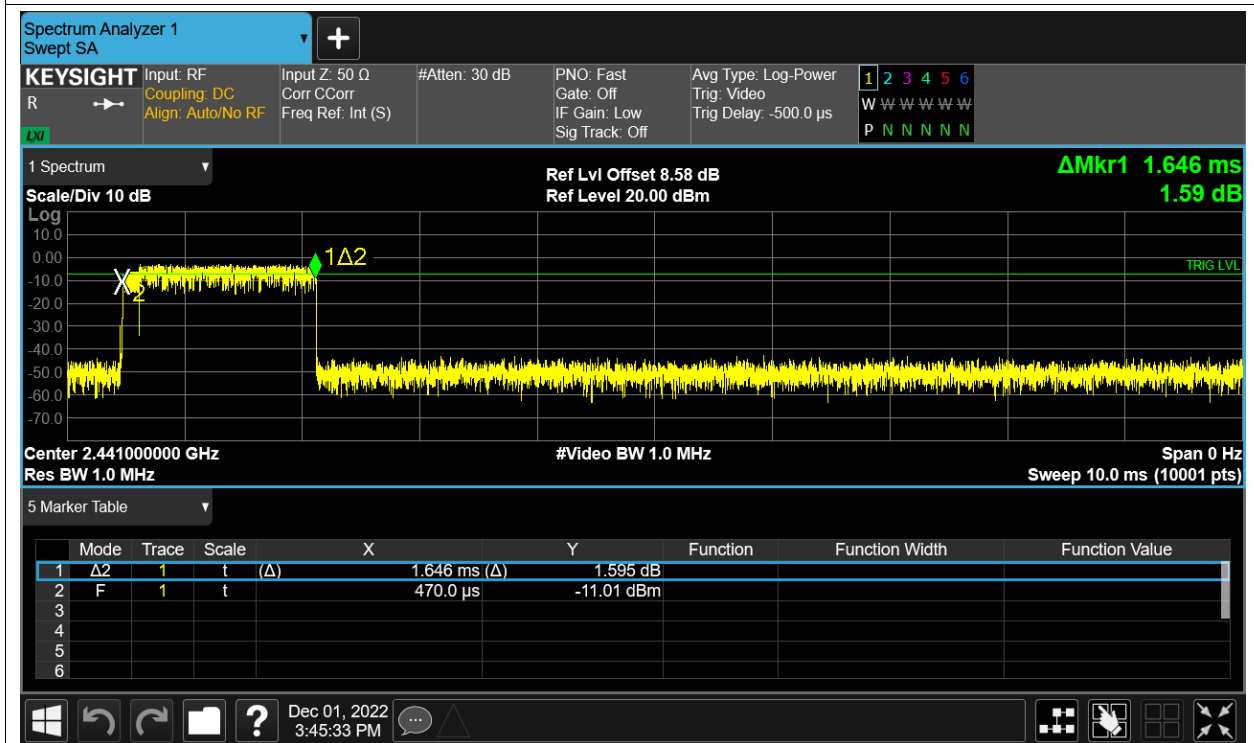 Spectrum Analyzer 1
Swept SA
+
KEYSIGHT
R
LXI
Input: RF
Coupling: DC
Align: Auto/No RF
Input Z: 50 Ω
Corr CCorr
Freq Ref: Int (S)
#Atten: 30 dB
PNO: Fast
Gate: Off
IF Gain: Low
Sig Track: Off
Avg Type: Log-Power
Trig: Video
Trig Delay: -500.0 µs
1 2 3 4 5 6
W W W W W W
P N N N N N
1 Spectrum
Scale/Div 10 dB
Ref Lvl Offset 8.58 dB
Ref Level 20.00 dBm
ΔMkr1 1.646 ms
1.59 dB
Log
10.0
0.00
-10.0
-20.0
-30.0
-40.0
-50.0
-60.0
-70.0
X
2
1Δ2
TRIG LVL
Center 2.441000000 GHz
#Video BW 1.0 MHz
Span 0 Hz
Res BW 1.0 MHz
Sweep 10.0 ms (10001 pts)
5 Marker Table
Mode Trace Scale X Y Function Function Width Function Value
1 Δ2 1 t (Δ) 1.646 ms (Δ) 1.595 dB
2 F 1 t 470.0 µs -11.01 dBm
3
4
5
6
?
Dec 01, 2022
3:45:33 PM